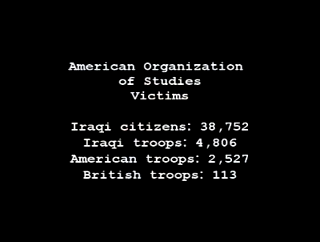 American Organization
of Studies
Victims
Iraqi citizens: 38,752
Iraqi troops: 4,806
American troops: 2,527
British troops: 113